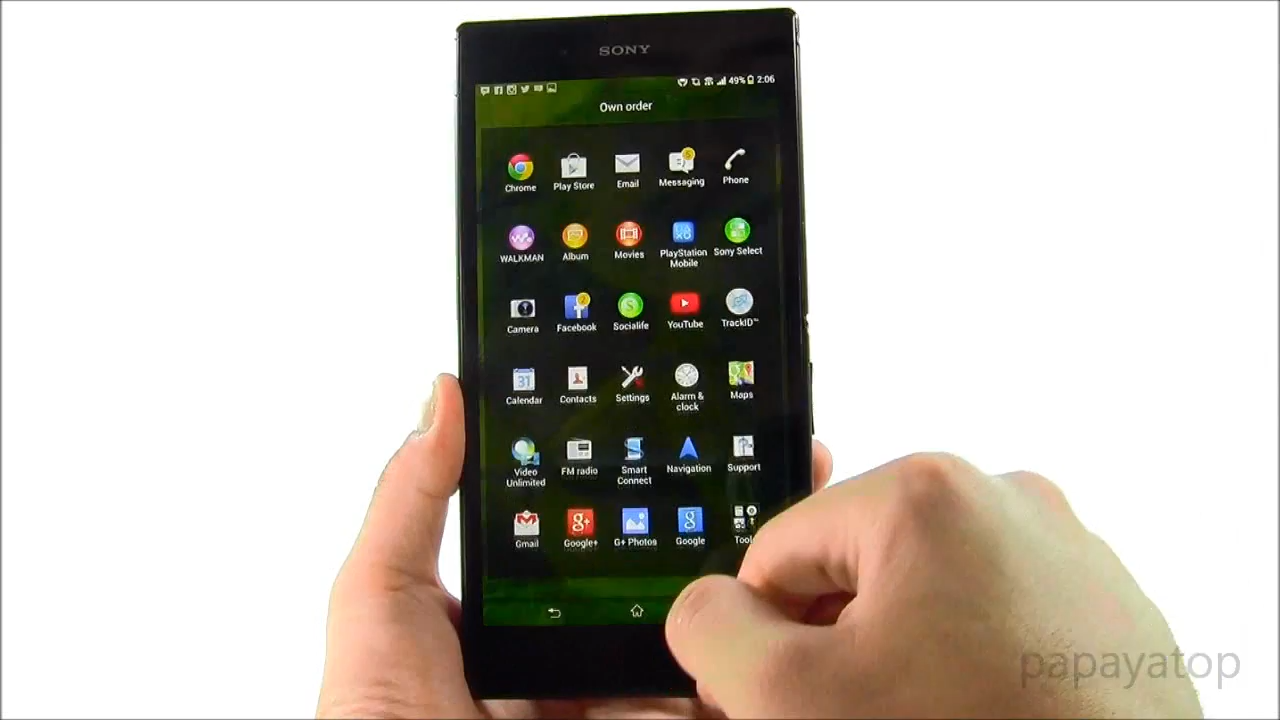 SONY
49% 2:06
Own order
Chrome Play Store Email Messaging Phone
WALKMAN Album Movies PlayStation Mobile Sony Select
Camera Facebook Socialife YouTube TrackID™
Calendar Contacts Settings Alarm & clock Maps
Video Unlimited FM radio Smart Connect Navigation Support
Gmail Google+ G+ Photos Google Tools
papayatop